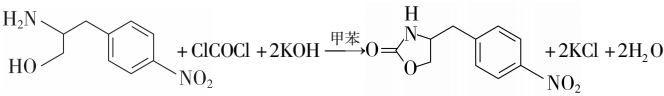 H₂N
HO
NO₂
+ ClCOCl + 2KOH
甲苯
H
N
O
O
NO₂
+ 2KCl + 2H₂O